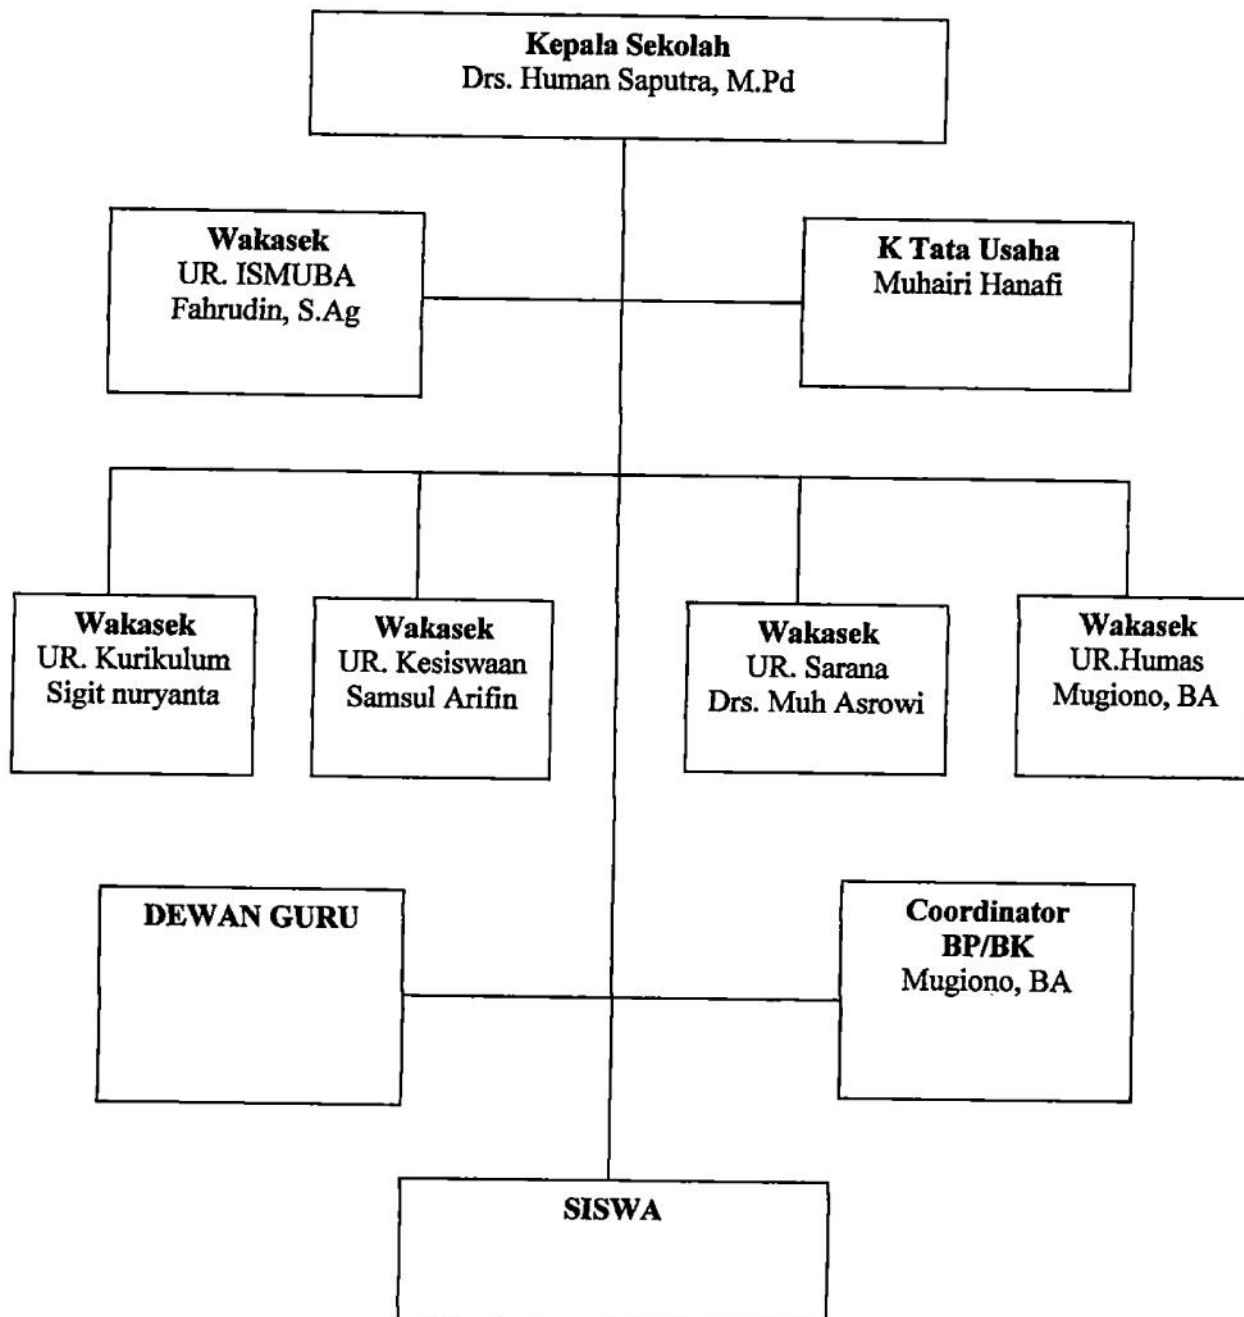 Kepala Sekolah
Drs. Human Saputra, M.Pd
Wakasek
UR. ISMUBA
Fahrudin, S.Ag
K Tata Usaha
Muhairi Hanafi
Wakasek
UR. Kurikulum
Sigit nuryanta
Wakasek
UR. Kesiswaan
Samsul Arifin
Wakasek
UR. Sarana
Drs. Muh Asrowi
Wakasek
UR.Humas
Mugiono, BA
DEWAN GURU
Coordinator
BP/BK
Mugiono, BA
SISWA